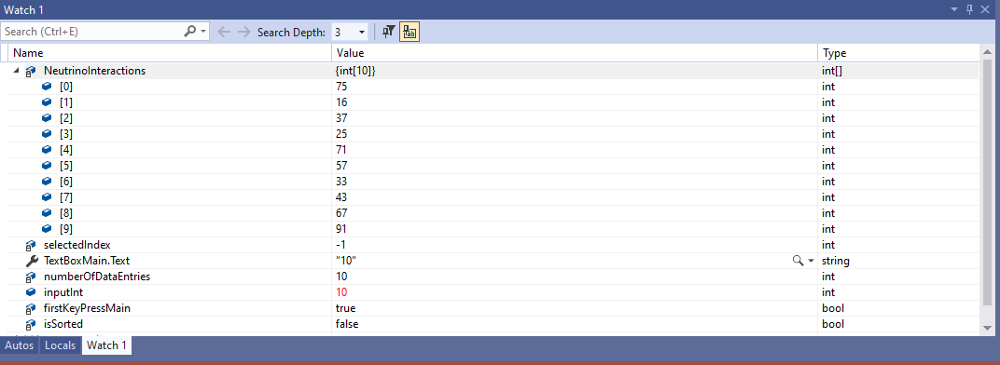 Watch 1
Search (Ctrl+E) Search Depth: 3
Name Value Type
NeutrinoInteractions {int[10]} int[]
[0] 75 int
[1] 16 int
[2] 37 int
[3] 25 int
[4] 71 int
[5] 57 int
[6] 33 int
[7] 43 int
[8] 67 int
[9] 91 int
selectedIndex -1 int
TextBoxMain.Text "10" string
numberOfDataEntries 10 int
inputInt 10 int
firstKeyPressMain true bool
isSorted false bool
Autos Locals Watch 1